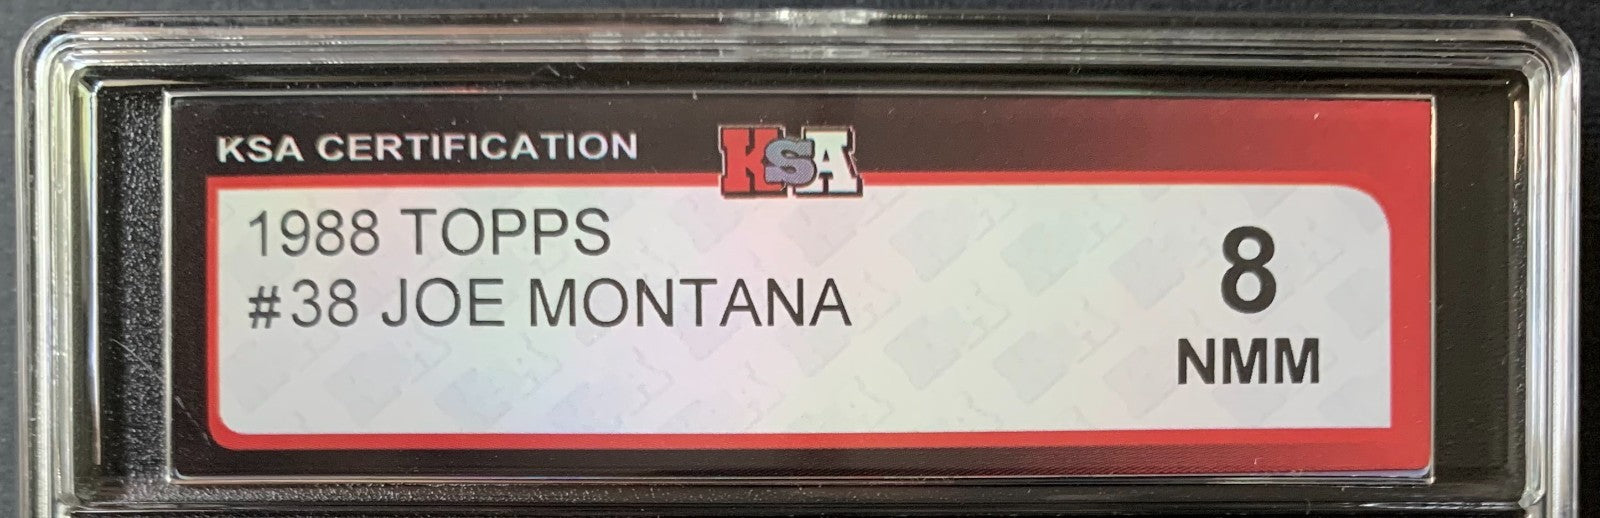 KSA CERTIFICATION
KSA
1988 TOPPS
#38 JOE MONTANA
8
NMM